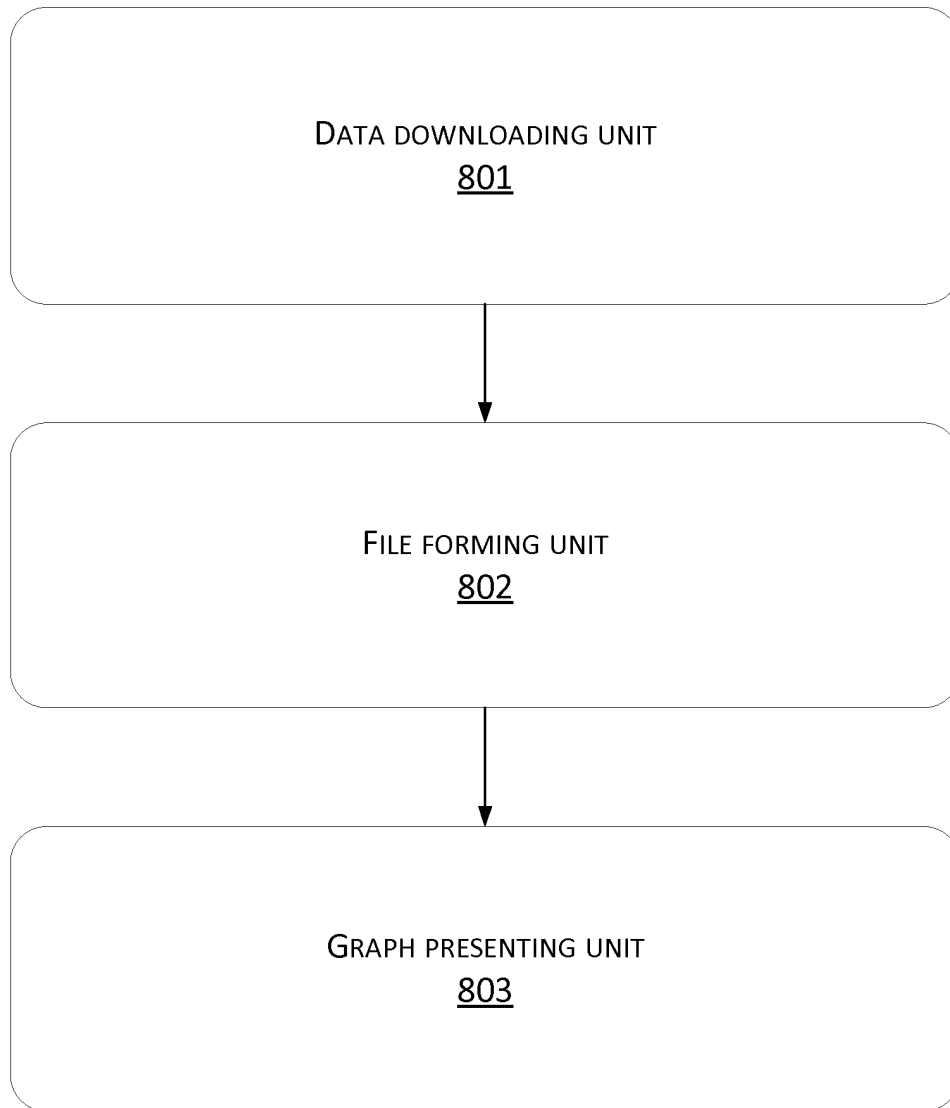 DATA DOWNLOADING UNIT
801
FILE FORMING UNIT
802
GRAPH PRESENTING UNIT
803